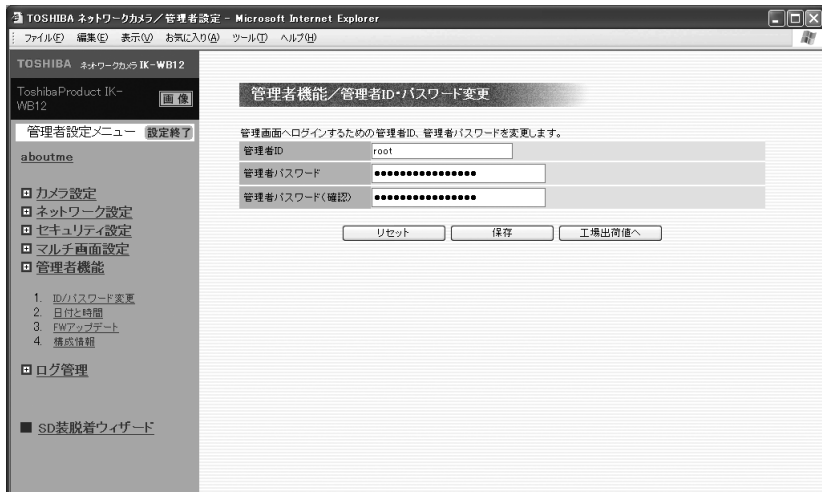 TOSHIBA ネットワークカメラ／管理者設定 - Microsoft Internet Explorer
ファイル(F) 編集(E) 表示(V) お気に入り(A) ツール(T) ヘルプ(H)
TOSHIBA ネットワークカメラ IK-WB12
ToshibaProduct IK-
WB12
画像
管理者設定メニュー 設定終了
aboutme
カメラ設定
ネットワーク設定
セキュリティ設定
マルチ画面設定
管理者機能
1. ID/パスワード変更
2. 日付と時間
3. FWアップデート
4. 構成情報
ログ管理
SD装脱着ウィザード
管理者機能／管理者ID・パスワード変更
管理画面へログインするための管理者ID、管理者パスワードを変更します。
管理者ID root
管理者パスワード ●●●●●●●●●●●●●●●●
管理者パスワード(確認) ●●●●●●●●●●●●●●●●
リセット 保存 工場出荷値へ